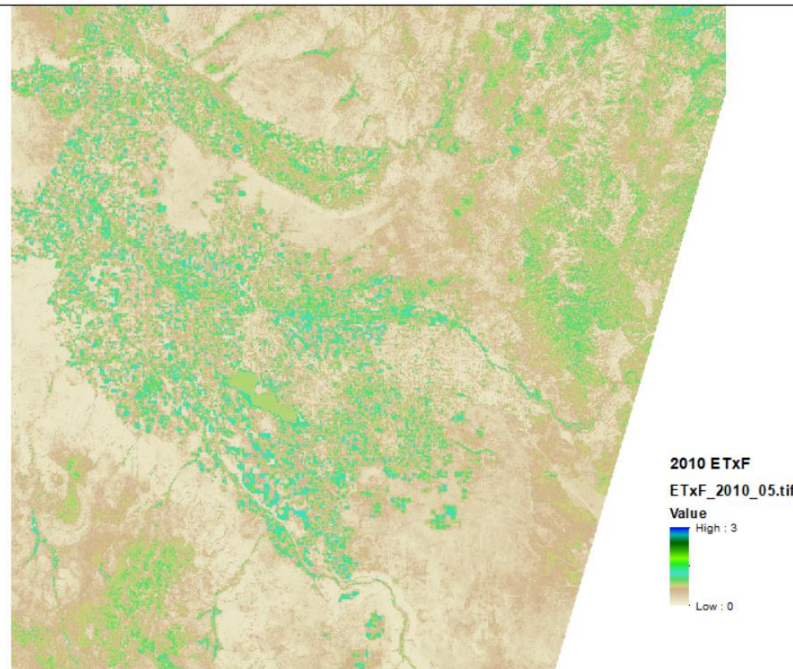 2010 ETxF
ETxF_2010_05.tif
Value
High : 3
Low : 0